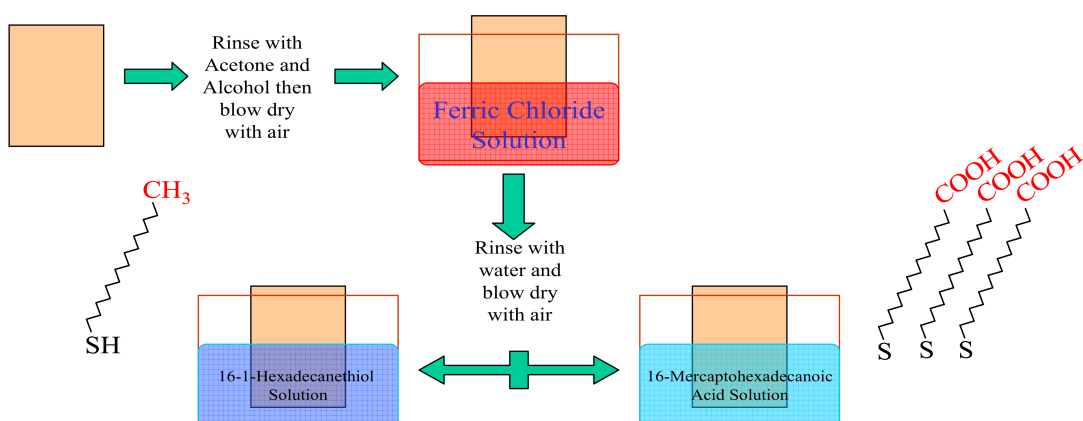 Rinse with
Acetone and
Alcohol then
blow dry
with air
Ferric Chloride
Solution
CH₃
SH
Rinse with
water and
blow dry
with air
16-1-Hexadecanethiol
Solution
16-Mercaptohexadecanoic
Acid Solution
COOH
COOH
COOH
S
S
S